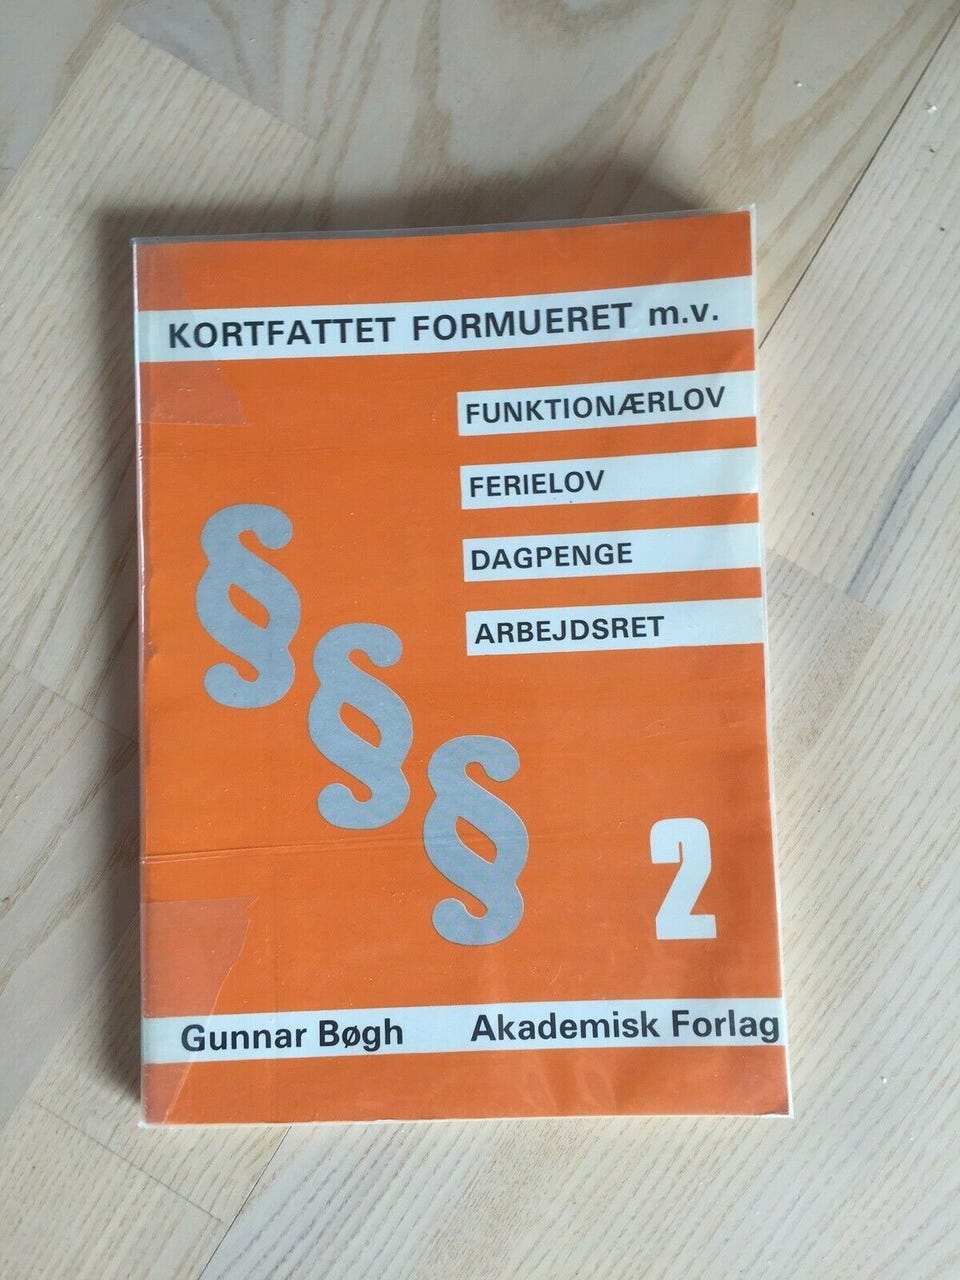 KORTFATTET FORMUERET m.v.
FUNKTIONÆRLOV
FERIELOV
DAGPENGE
ARBEJDSRET
§
§
§
2
Gunnar Bøgh Akademisk Forlag